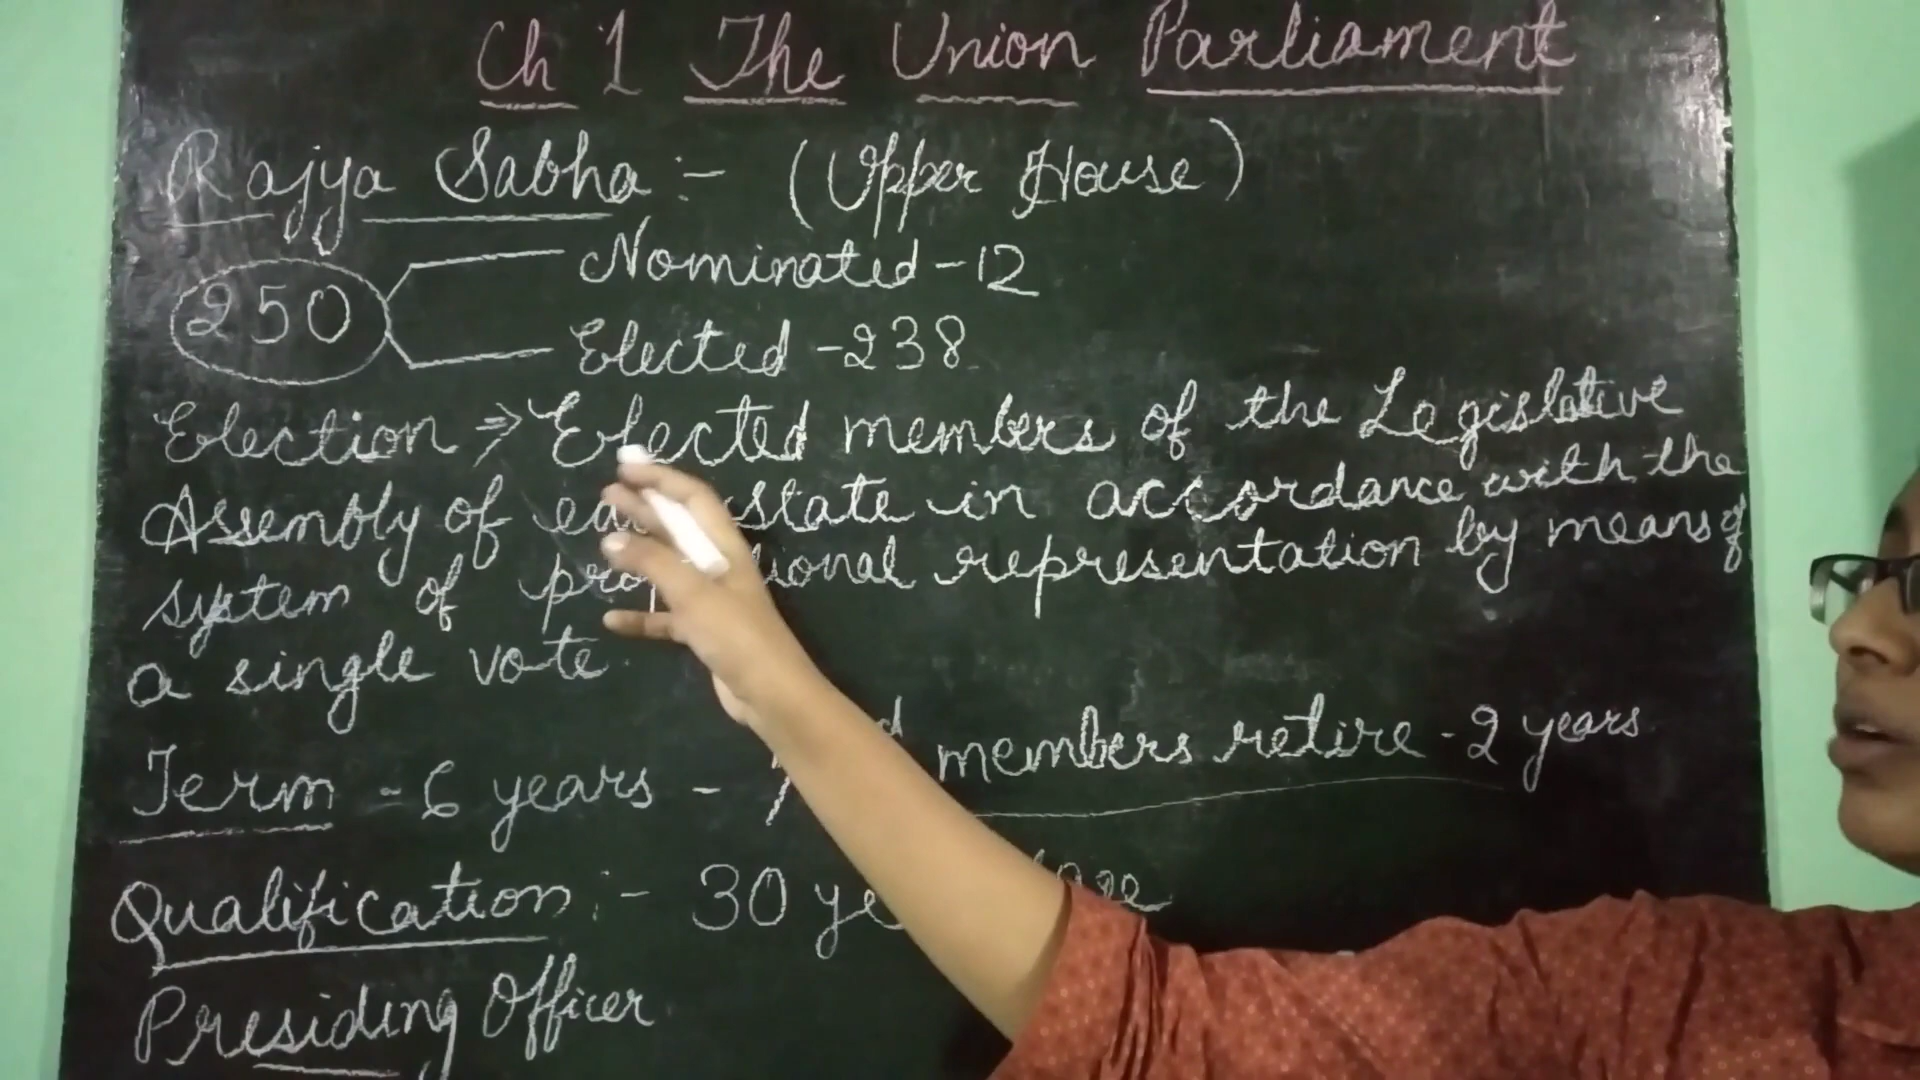 Ch 1 The Union Parliament
Rajya Sabha :- (Upper House)
250
Nominated - 12
Elected - 238
Election => Elected members of the Legislative
Assembly of state in accordance with the
system of representation by means of
a single vote.
Term - 6 years - members retire - 2 years
Qualification :- 30
Presiding Officer